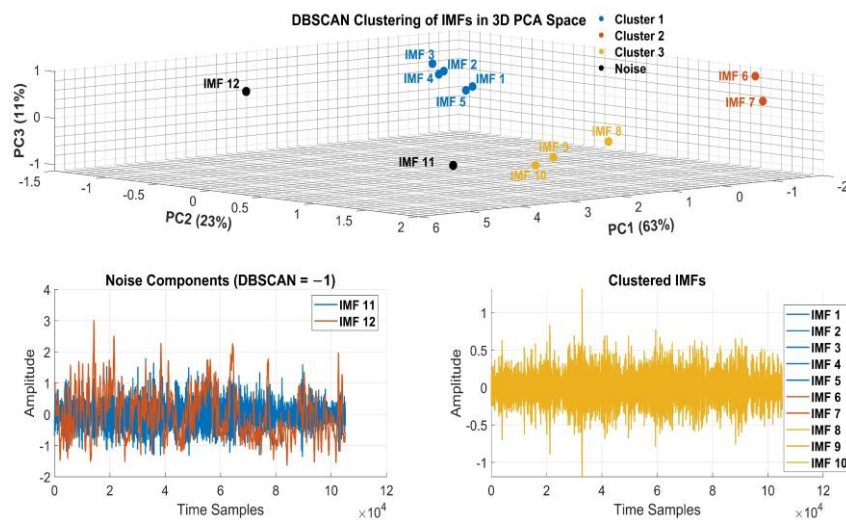 DBSCAN Clustering of IMFs in 3D PCA Space
Cluster 1
Cluster 2
Cluster 3
Noise
IMF 3
IMF 2
IMF 4
IMF 1
IMF 5
IMF 12
IMF 6
IMF 7
IMF 8
IMF 9
IMF 10
IMF 11
PC3 (11%)
1
0
-1
-1.5
-1
-0.5
0.5
1
1.5
2
PC2 (23%)
6
5
4
3
2
1
0
-1
-2
PC1 (63%)
Noise Components (DBSCAN = −1)
IMF 11
IMF 12
Amplitude
4
3
2
1
0
-1
-2
0
2
4
6
8
10
12
Time Samples
×10⁴
Clustered IMFs
IMF 1
IMF 2
IMF 3
IMF 4
IMF 5
IMF 6
IMF 7
IMF 8
IMF 9
IMF 10
Amplitude
1
0.5
0
-0.5
-1
0
2
4
6
8
10
12
Time Samples
×10⁴